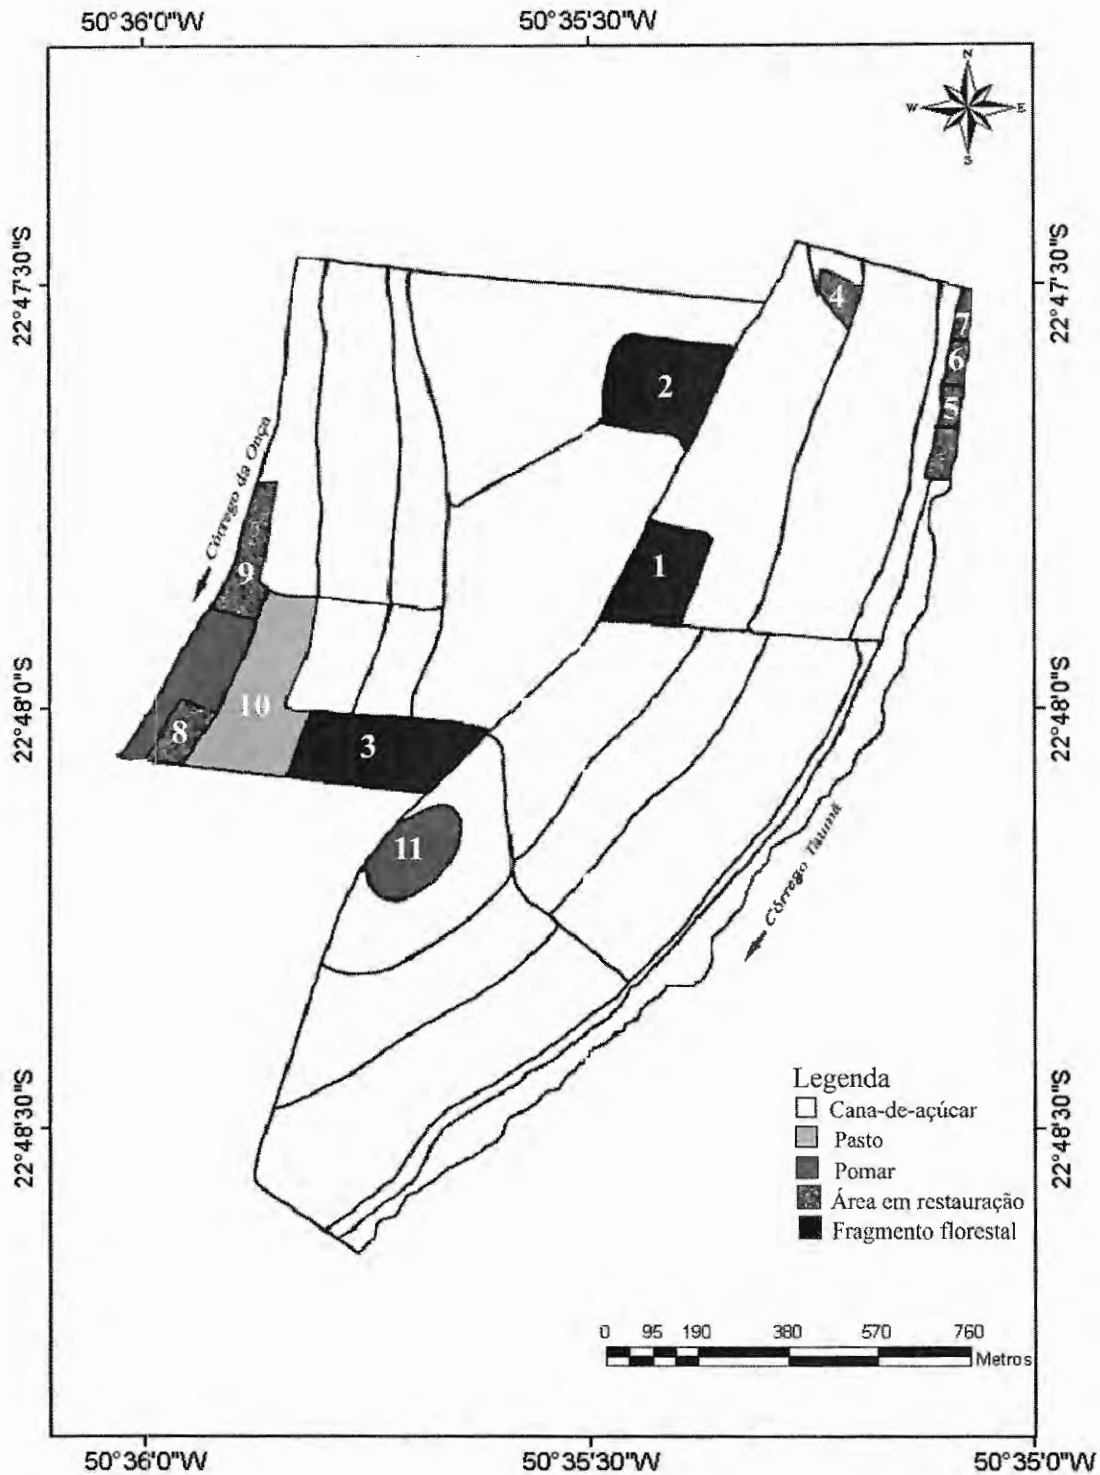 50°36'0"W 50°35'30"W
N
W E
S
22°47'30"S 22°47'30"S
4
7
6
2
5
Córrego da Onça
1
9
22°48'0"S 22°48'0"S
10
8
3
11
Córrego Taumã
Legenda
Cana-de-açúcar
Pasto
Pomar
Área em restauração
Fragmento florestal
22°48'30"S 22°48'30"S
0 95 190 380 570 760
Metros
50°36'0"W 50°35'30"W 50°35'0"W